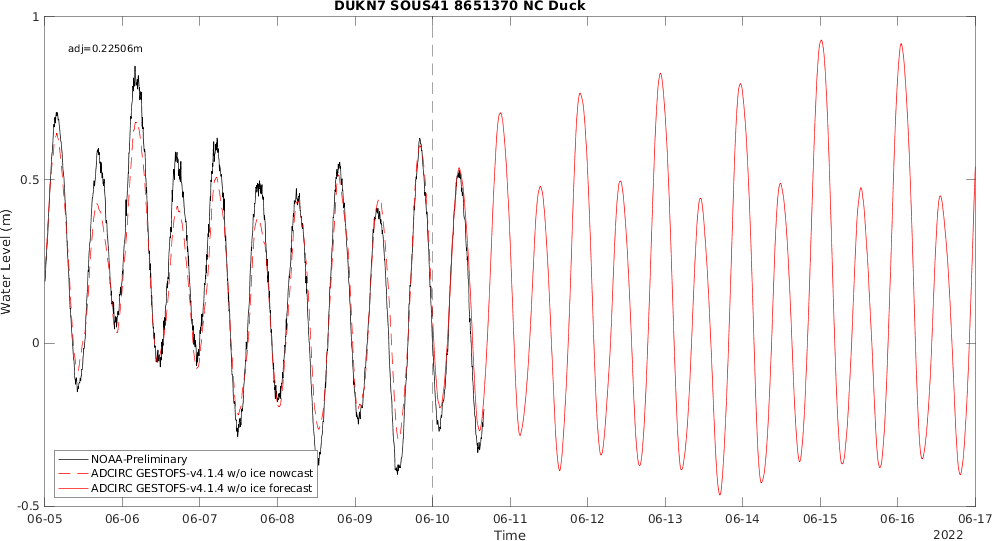 DUKN7 SOUS41 8651370 NC Duck
adj=0.22506m
Water Level (m)
1
0.5
0
-0.5
NOAA-Preliminary
ADCIRC GESTOFS-v4.1.4 w/o ice nowcast
ADCIRC GESTOFS-v4.1.4 w/o ice forecast
06-05 06-06 06-07 06-08 06-09 06-10 06-11 06-12 06-13 06-14 06-15 06-16 06-17
Time
2022